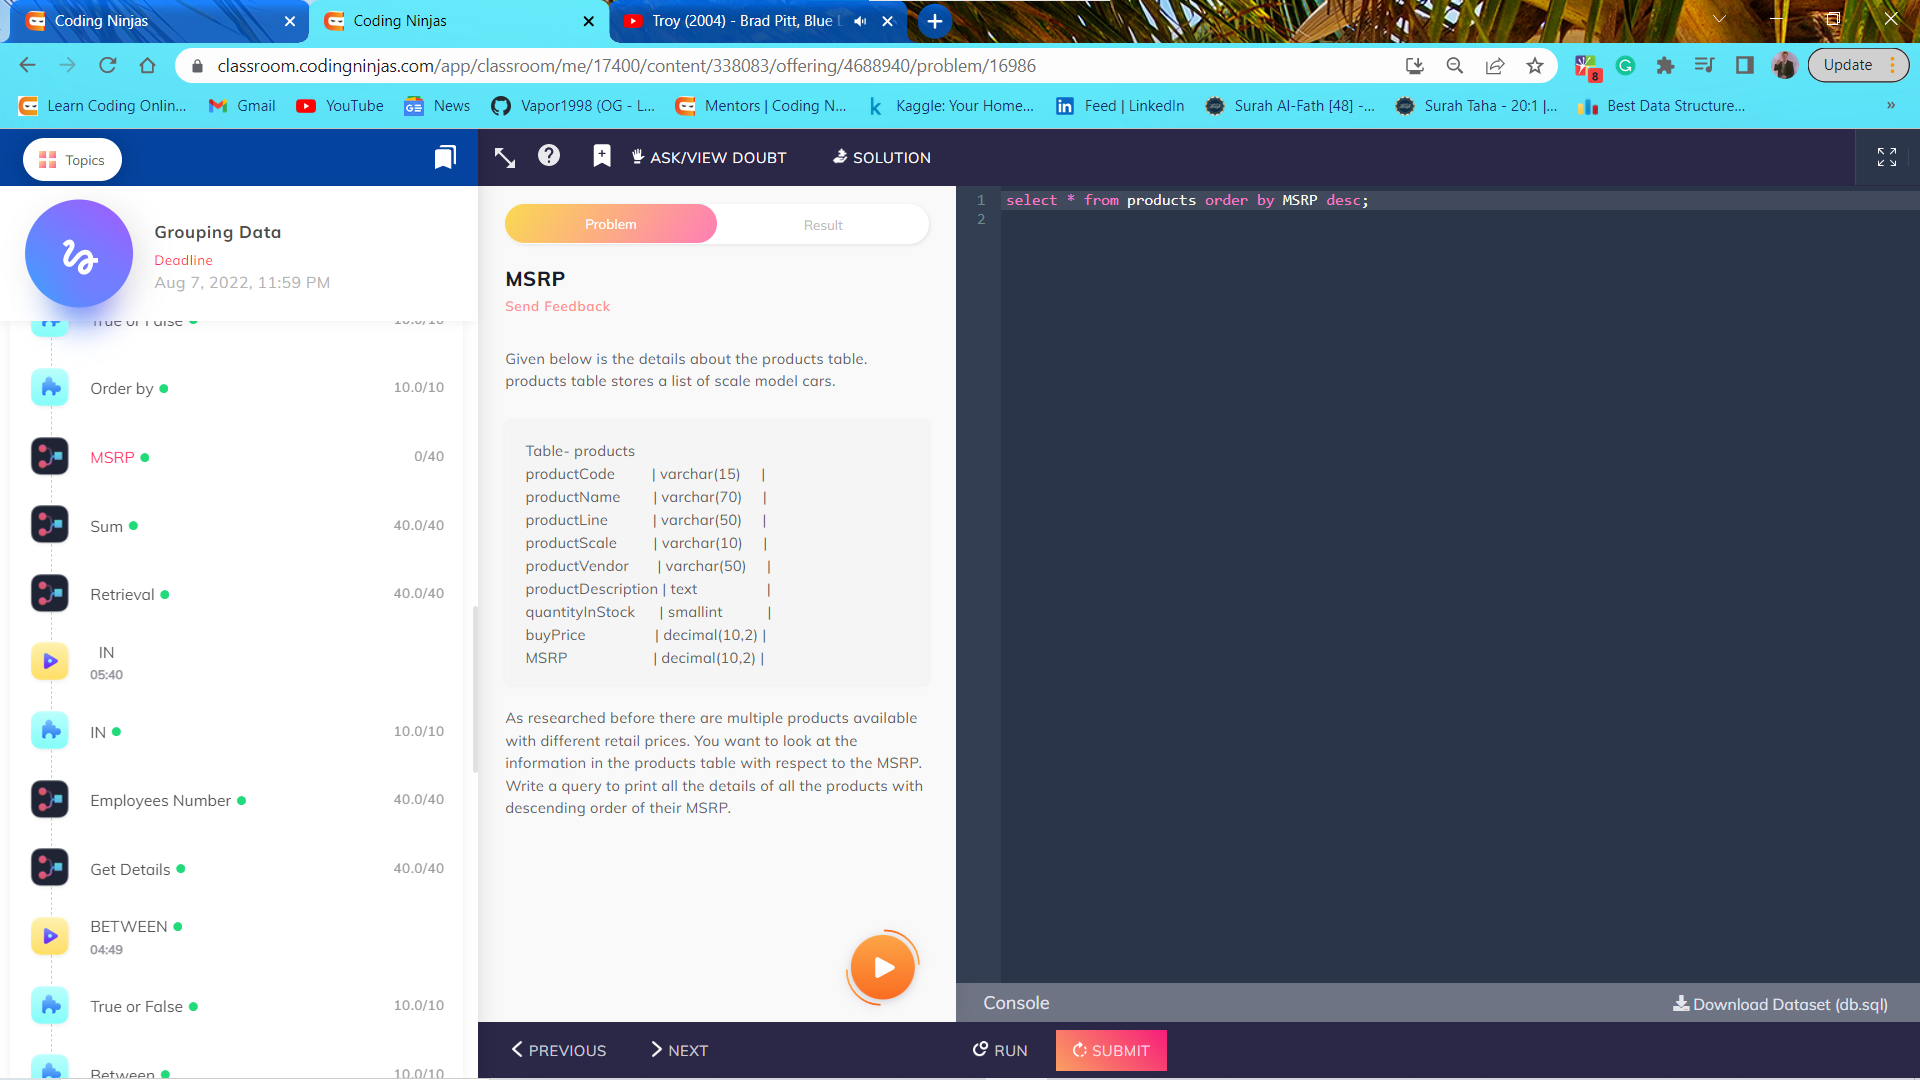 Coding Ninjas
Coding Ninjas
Troy (2004) - Brad Pitt, Blue
classroom.codingninjas.com/app/classroom/me/17400/content/338083/offering/4688940/problem/16986
8
Update
Learn Coding Onlin...
Gmail
YouTube
News
Vapor1998 (OG - L...
Mentors | Coding N...
Kaggle: Your Home...
Feed | LinkedIn
Surah Al-Fath [48] -...
Surah Taha - 20:1 |...
Best Data Structure...
»
Topics
ASK/VIEW DOUBT
SOLUTION
Grouping Data
Deadline
Aug 7, 2022, 11:59 PM
True or False
10.0/10
Order by
10.0/10
MSRP
0/40
Sum
40.0/40
Retrieval
40.0/40
IN
05:40
IN
10.0/10
Employees Number
40.0/40
Get Details
40.0/40
BETWEEN
04:49
True or False
10.0/10
Between
10.0/10
Problem
Result
MSRP
Send Feedback
Given below is the details about the products table.
products table stores a list of scale model cars.
Table- products
productCode | varchar(15) |
productName | varchar(70) |
productLine | varchar(50) |
productScale | varchar(10) |
productVendor | varchar(50) |
productDescription | text |
quantityInStock | smallint |
buyPrice | decimal(10,2) |
MSRP | decimal(10,2) |
As researched before there are multiple products available
with different retail prices. You want to look at the
information in the products table with respect to the MSRP.
Write a query to print all the details of all the products with
descending order of their MSRP.
1 select * from products order by MSRP desc;
2
Console
Download Dataset (db.sql)
PREVIOUS
NEXT
RUN
SUBMIT